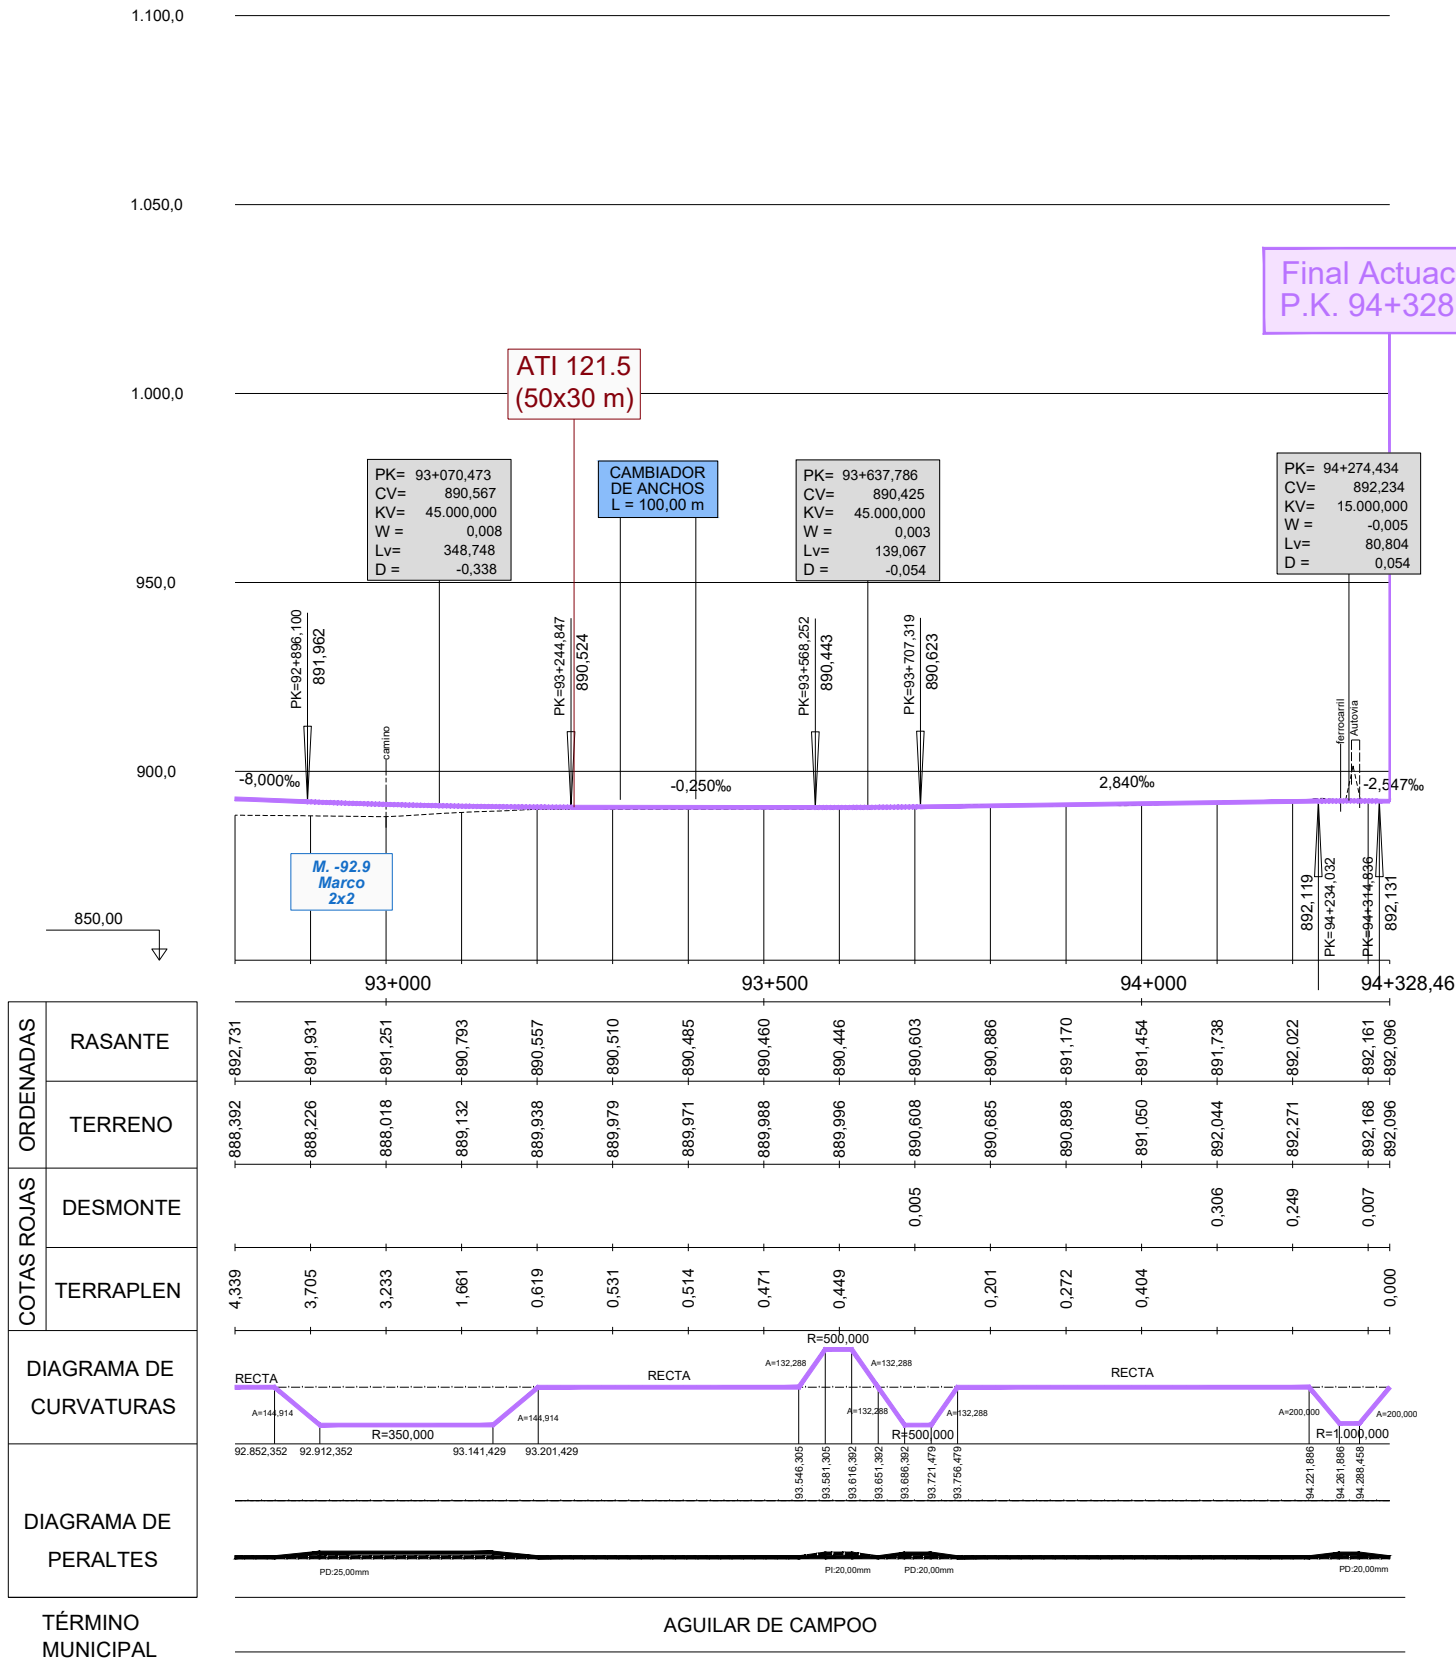 1.100,0
1.050,0
Final Actuac
P.K. 94+328
ATI 121.5
(50x30 m)
1.000,0
PK= 93+070,473
CV= 890,567
KV= 45.000,000
W = 0,008
Lv= 348,748
D = -0,338
CAMBIADOR
DE ANCHOS
L = 100,00 m
PK= 93+637,786
CV= 890,425
KV= 45.000,000
W = 0,003
Lv= 139,067
D = -0,054
PK= 94+274,434
CV= 892,234
KV= 15.000,000
W = -0,005
Lv= 80,804
D = 0,054
950,0
PK=92+896,100
891,962
PK=93+244,847
890,524
PK=93+568,252
890,443
PK=93+707,319
890,623
camino
ferrocarril
Autovia
900,0
-8,000‰
-0,250‰
2,840‰
-2,547‰
M. -92.9
Marco
2x2
892,119
PK=94+234,032
PK=94+314,836
892,131
850,00
93+000
93+500
94+000
94+328,46
ORDENADAS
RASANTE
892,731
891,931
891,251
890,793
890,557
890,510
890,485
890,460
890,446
890,603
890,886
891,170
891,454
891,738
892,022
892,161
892,096
TERRENO
888,392
888,226
888,018
889,132
889,938
889,979
889,971
889,988
889,996
890,608
890,685
890,898
891,050
892,044
892,271
892,168
892,096
COTAS ROJAS
DESMONTE
0,005
0,306
0,249
0,007
TERRAPLEN
4,339
3,705
3,233
1,661
0,619
0,531
0,514
0,471
0,449
0,201
0,272
0,404
0,000
DIAGRAMA DE
CURVATURAS
RECTA
A=144,914
R=350,000
A=144,914
RECTA
A=132,288
R=500,000
A=132,288
A=132,288
R=500,000
A=132,288
RECTA
A=200,000
R=1.000,000
A=200,000
92.852,352
92.912,352
93.141,429
93.201,429
93.546,305
93.581,305
93.616,392
93.651,392
93.686,392
93.721,479
93.756,479
94.221,886
94.261,886
94.288,458
DIAGRAMA DE
PERALTES
PD:25,00mm
PI:20,00mm
PD:20,00mm
PD:20,00mm
TÉRMINO
MUNICIPAL
AGUILAR DE CAMPOO